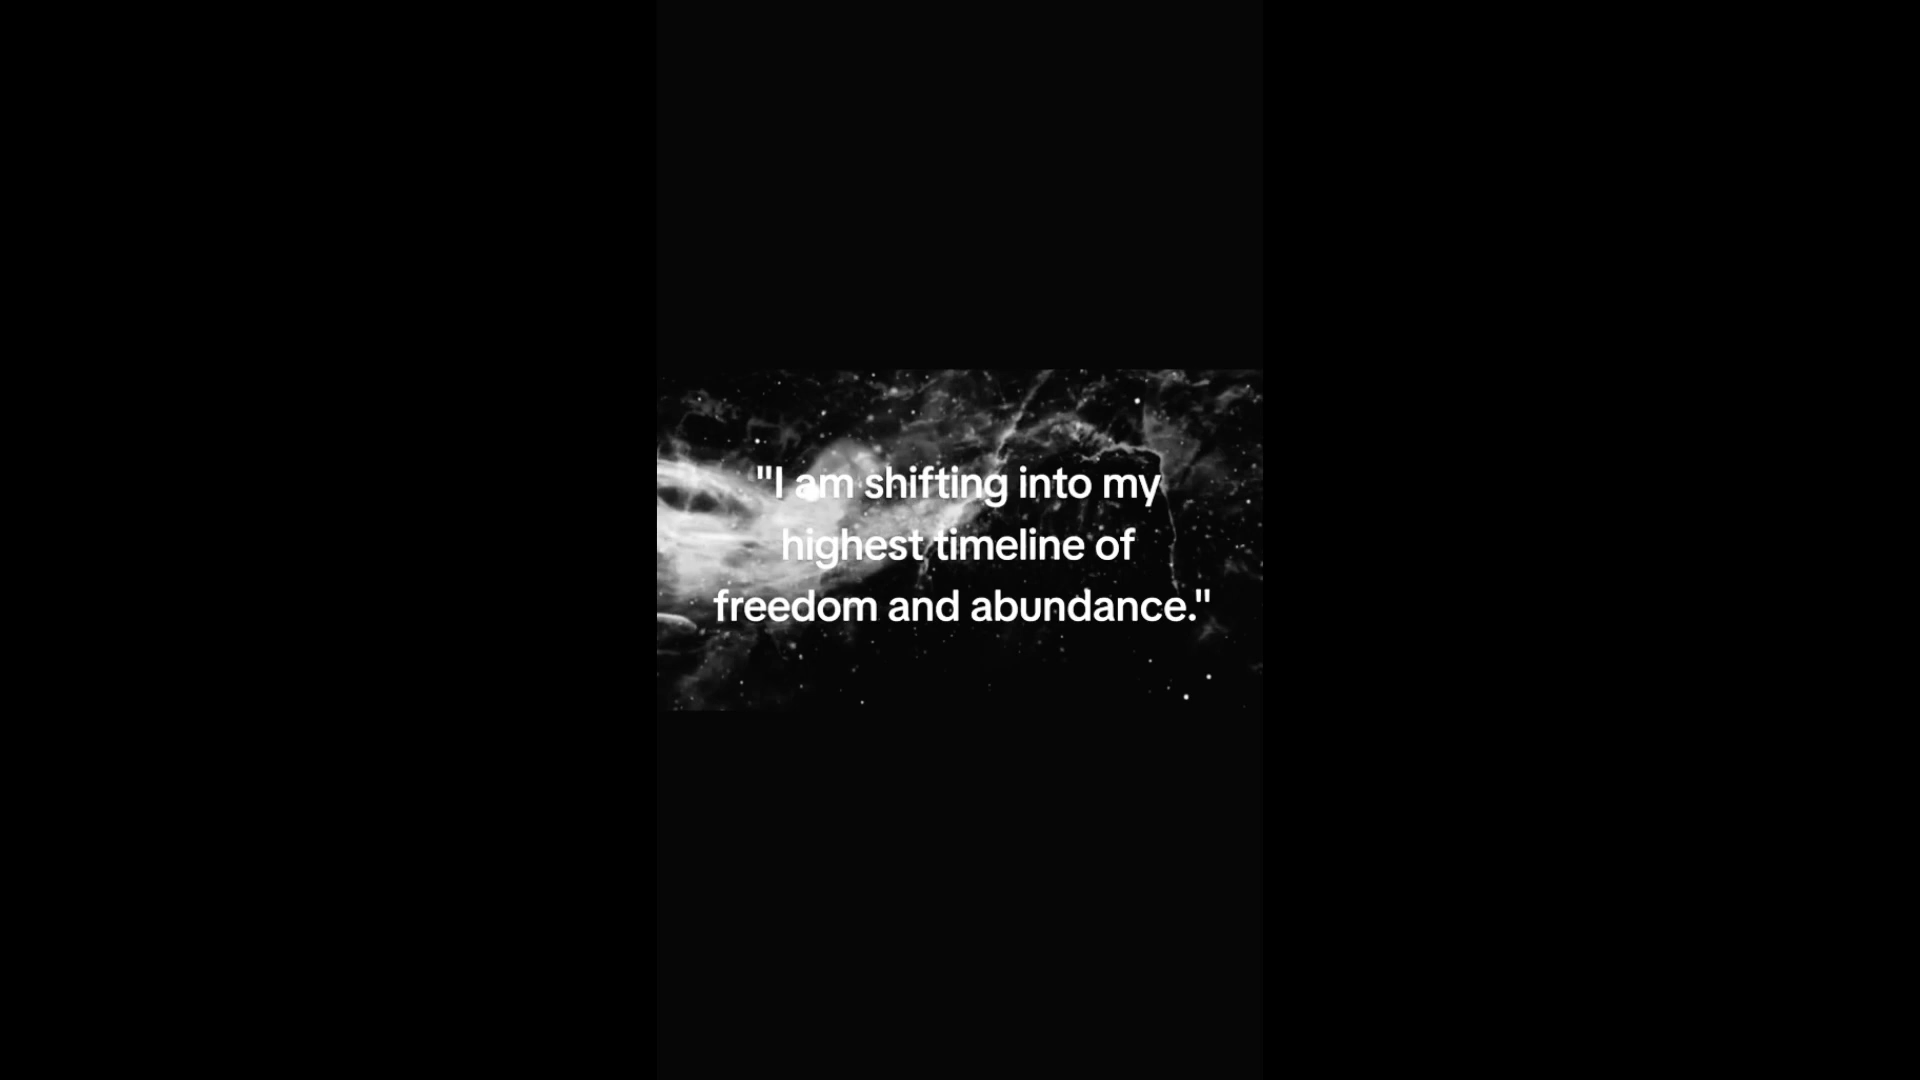 "I am shifting into my
highest timeline of
freedom and abundance."